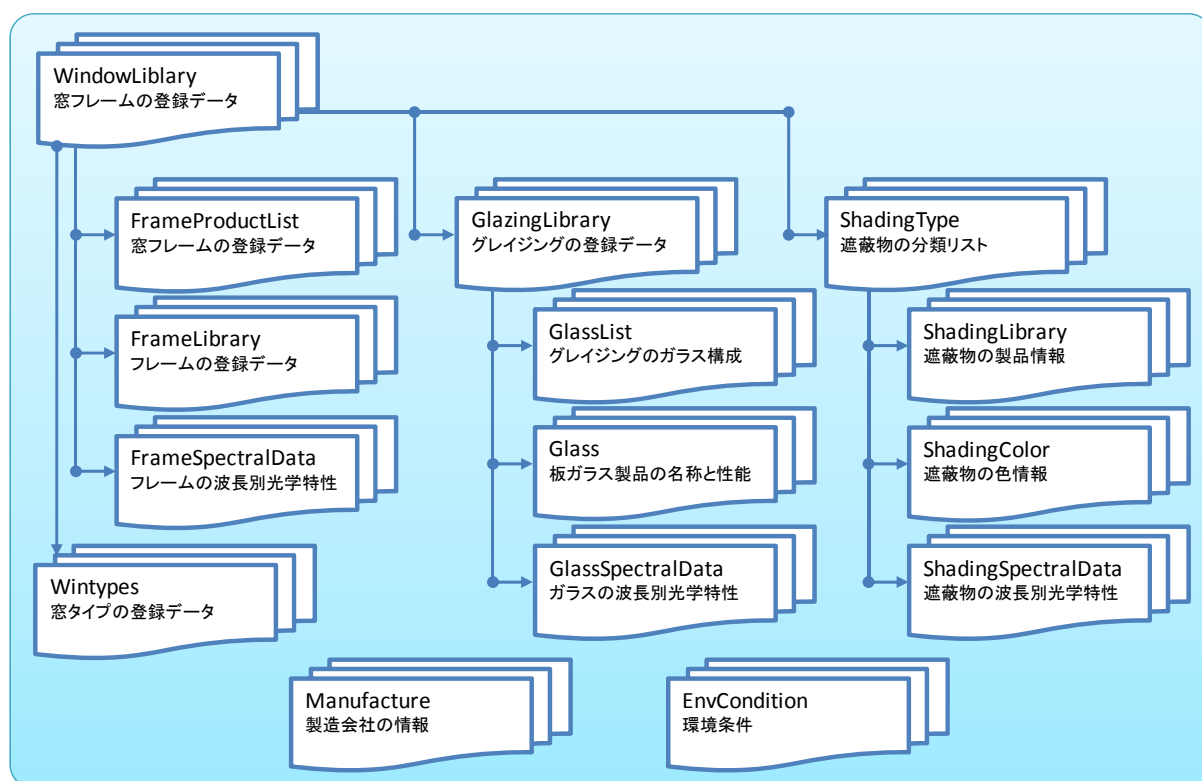 WindowLiblary
窓フレームの登録データ
FrameProductList
窓フレームの登録データ
GlazingLibrary
グレイジングの登録データ
ShadingType
遮蔽物の分類リスト
FrameLibrary
フレームの登録データ
GlassList
グレイジングのガラス構成
ShadingLibrary
遮蔽物の製品情報
FrameSpectralData
フレームの波長別光学特性
Glass
板ガラス製品の名称と性能
ShadingColor
遮蔽物の色情報
Wintypes
窓タイプの登録データ
GlassSpectralData
ガラスの波長別光学特性
ShadingSpectralData
遮蔽物の波長別光学特性
Manufacture
製造会社の情報
EnvCondition
環境条件